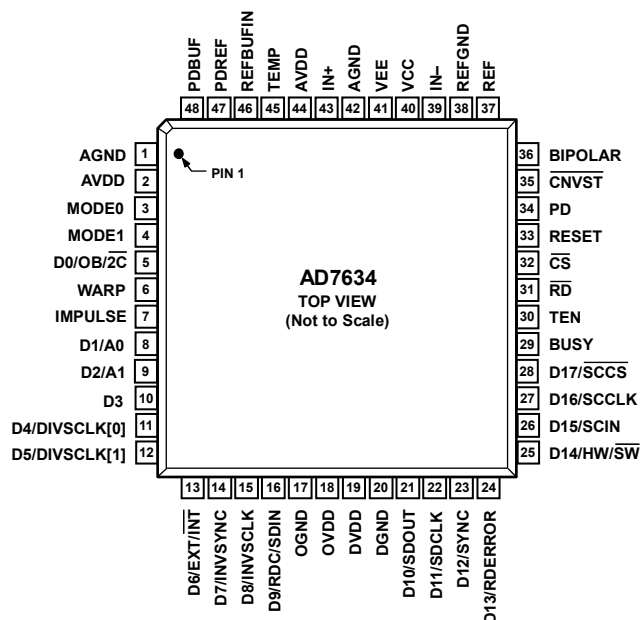 PDBUF
PDREF
REFBUFIN
TEMP
AVDD
IN+
AGND
VEE
VCC
IN–
REFGND
REF
48 47 46 45 44 43 42 41 40 39 38 37
AGND 1
AVDD 2
MODE0 3
MODE1 4
D0/OB/2C̅ 5
WARP 6
IMPULSE 7
D1/A0 8
D2/A1 9
D3 10
D4/DIVSCLK[0] 11
D5/DIVSCLK[1] 12
PIN 1
AD7634
TOP VIEW
(Not to Scale)
36 BIPOLAR
35 C̅N̅V̅S̅T̅
34 PD
33 RESET
32 C̅S̅
31 R̅D̅
30 TEN
29 BUSY
28 D17/S̅C̅C̅S̅
27 D16/SCCLK
26 D15/SCIN
25 D14/HW/S̅W̅
13 14 15 16 17 18 19 20 21 22 23 24
D6/EXT/I̅N̅T̅
D7/INVSYNC
D8/INVSCLK
D9/RDC/SDIN
OGND
OVDD
DVDD
DGND
D10/SDOUT
D11/SDCLK
D12/SYNC
D13/RDERROR